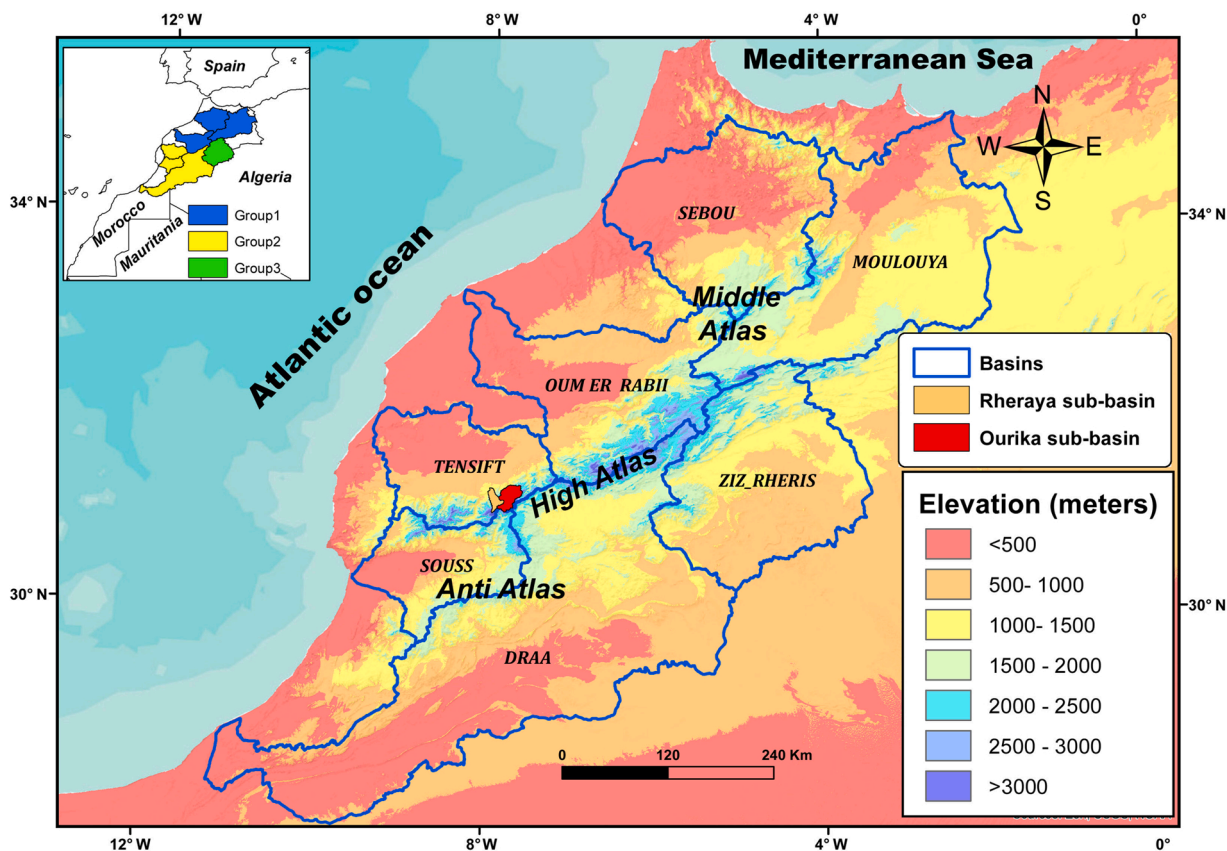 12° W
8° W
4° W
0°
Mediterranean Sea
Spain
Algeria
Morocco
Mauritania
Group1
Group2
Group3
N
W
E
S
34° N
34° N
SEBOU
MOULOUYA
Atlantic ocean
Middle
Atlas
Basins
Rheraya sub-basin
Ourika sub-basin
OUM ER RABII
TENSIFT
High Atlas
ZIZ_RHERIS
SOUSS
Anti Atlas
30° N
30° N
DRAA
Elevation (meters)
<500
500- 1000
1000- 1500
1500 - 2000
2000 - 2500
2500 - 3000
>3000
0
120
240 Km
12° W
8° W
4° W
0°